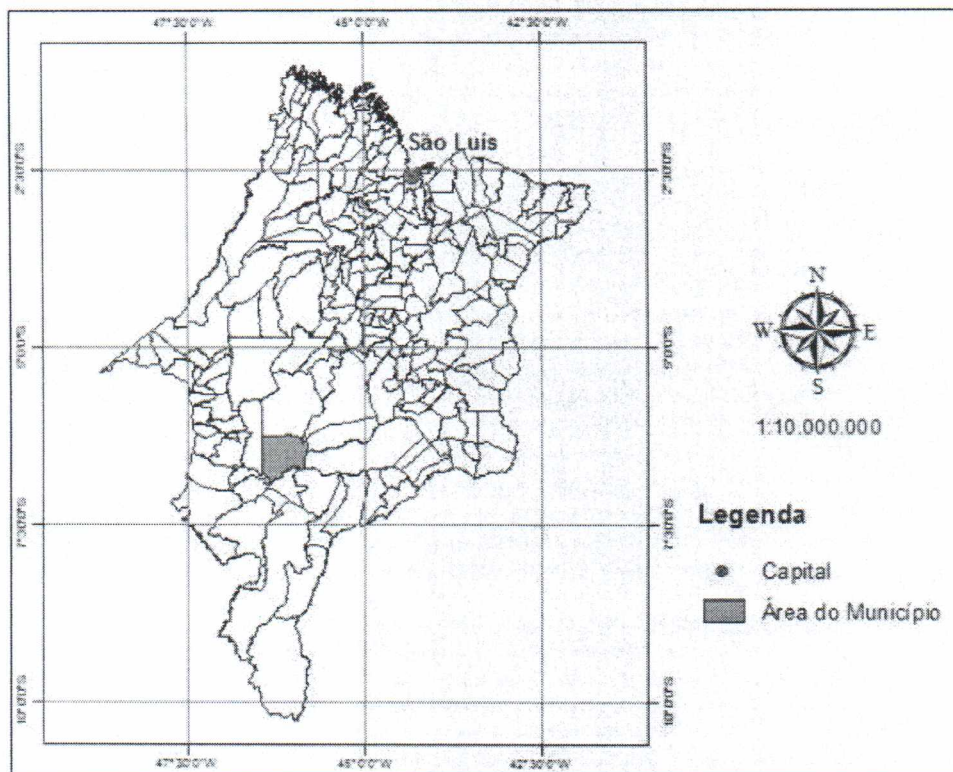 47°30'0"W 45°0'0"W 42°30'0"W
São Luís
2°30'0"S 2°30'0"S
N
W E
S
5°0'0"S 5°0'0"S
1:10.000.000
7°30'0"S 7°30'0"S
Legenda
Capital
Área do Município
10°0'0"S 10°0'0"S
47°30'0"W 45°0'0"W 42°30'0"W